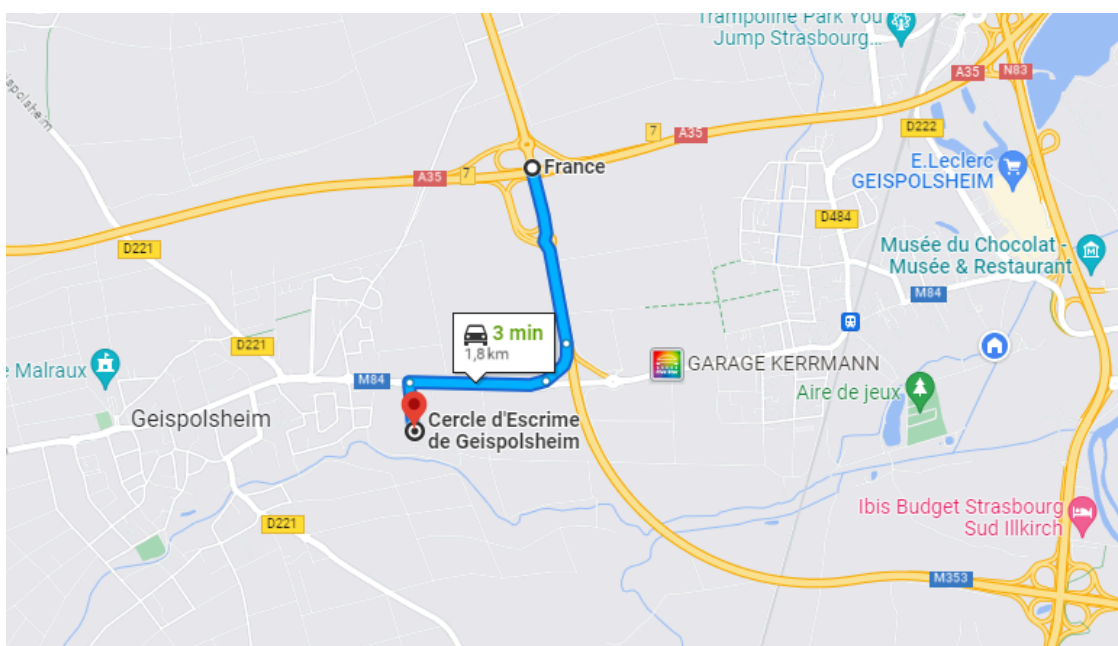 Trampoline Park You
Jump Strasbourg...
A35
N83
7
A35
D222
France
A35
7
E.Leclerc
GEISPOLSHEIM
D484
D221
Musée du Chocolat -
Musée & Restaurant
M84
3 min
1,8 km
D221
GARAGE KERRMANN
e Malraux
M84
Aire de jeux
Geispolsheim
Cercle d'Escrime
de Geispolsheim
Ibis Budget Strasbourg
Sud Illkirch
D221
M353